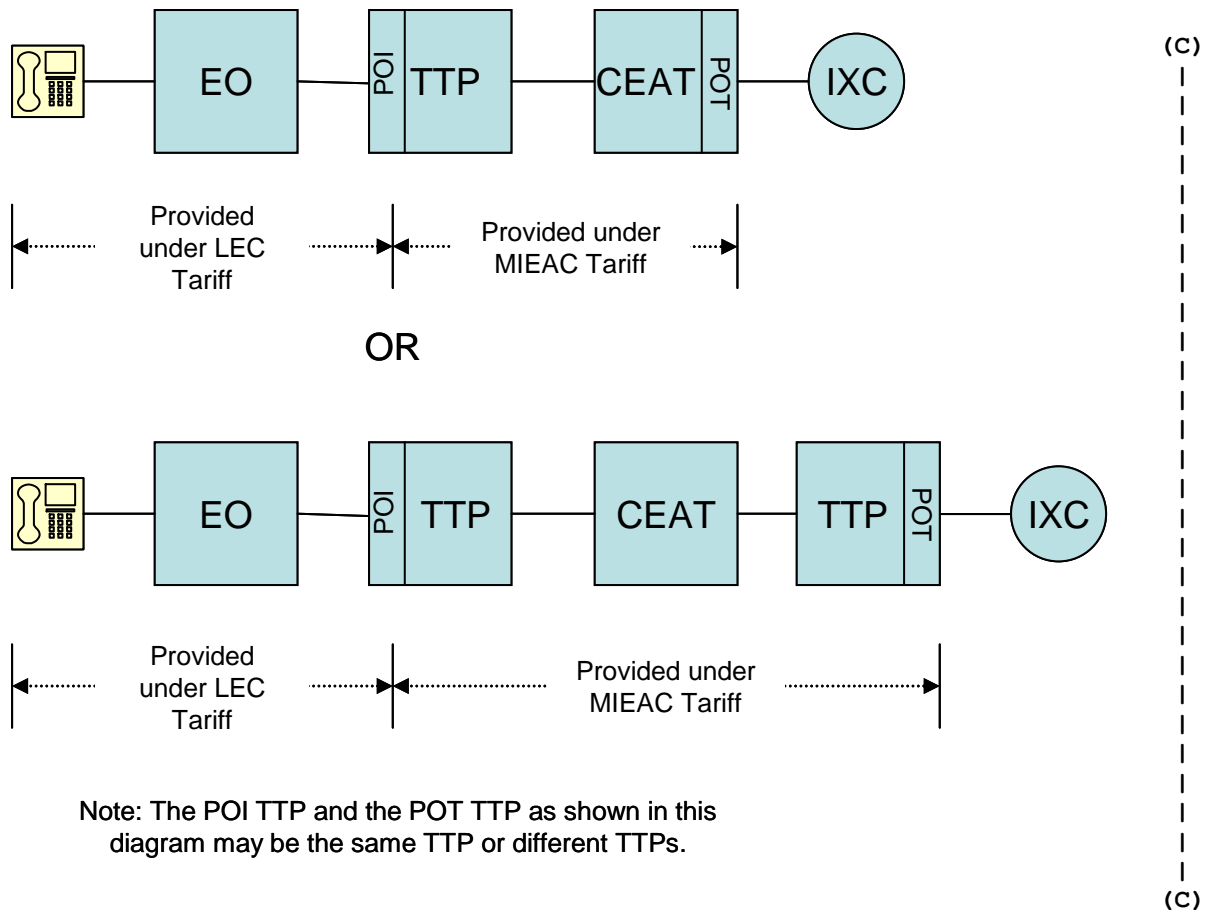 (C)
EO
POI
TTP
CEAT
POT
IXC
Provided
under LEC
Tariff
Provided under
MIEAC Tariff
OR
EO
POI
TTP
CEAT
TTP
POT
IXC
Provided
under LEC
Tariff
Provided under
MIEAC Tariff
Note: The POI TTP and the POT TTP as shown in this
diagram may be the same TTP or different TTPs.
(C)